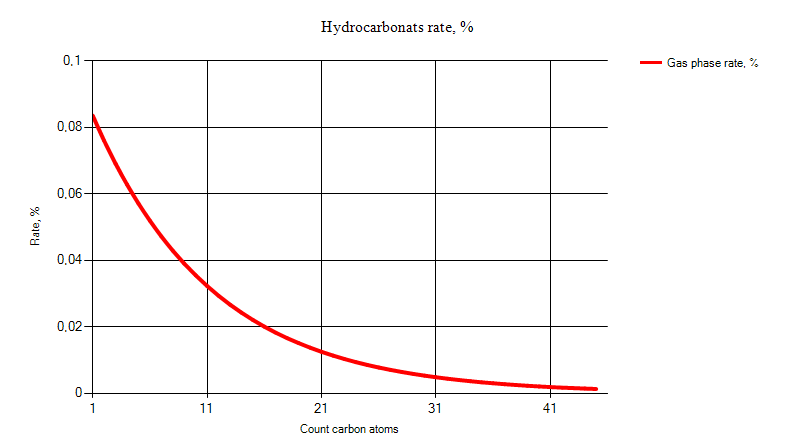 Hydrocarbonats rate, %
Gas phase rate, %
0,1
0,08
0,06
0,04
0,02
0
Rate, %
1 11 21 31 41
Count carbon atoms